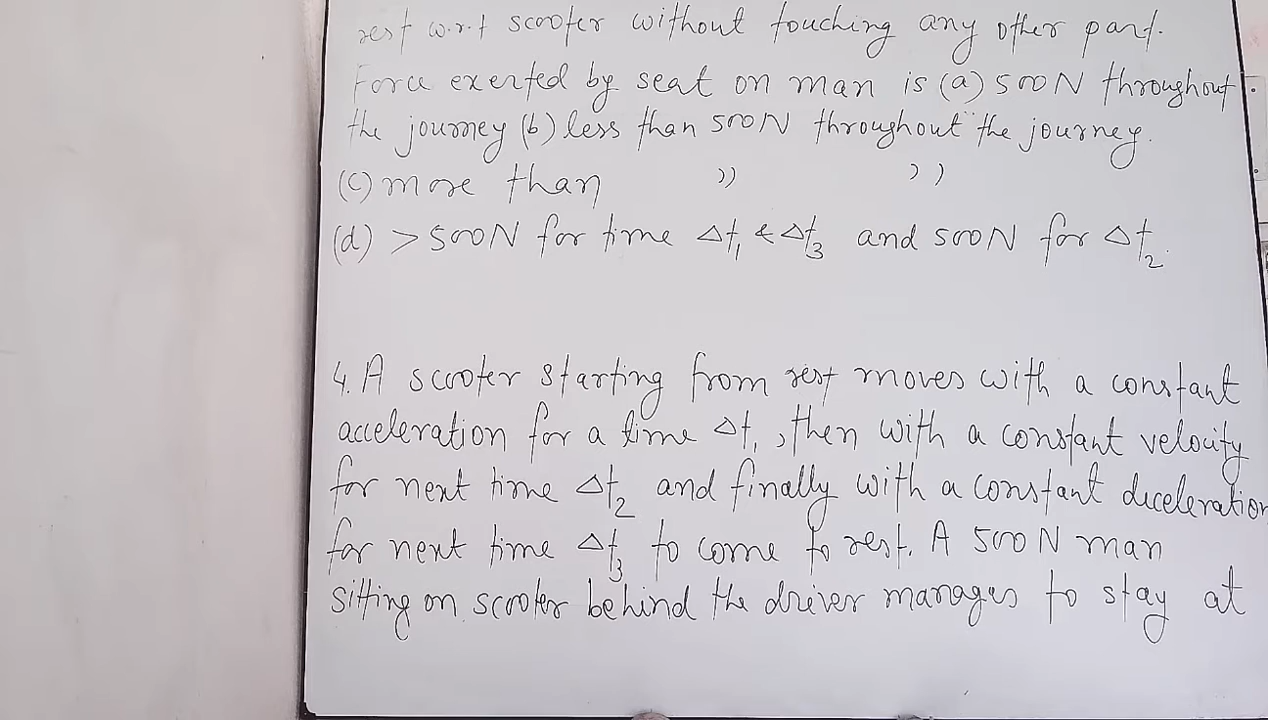 rest w.r.t scooter without touching any other part.
Force exerted by seat on man is (a) 500N throughout
the journey (b) less than 500N throughout the journey.
(c) more than " "
(d) > 500N for time Δt₁ & Δt₃ and 500N for Δt₂.
4. A scooter starting from rest moves with a constant
acceleration for a time Δt₁, then with a constant velocity
for next time Δt₂ and finally with a constant deceleration
for next time Δt₃ to come to rest. A 500N man
sitting on scooter behind the driver manages to stay at